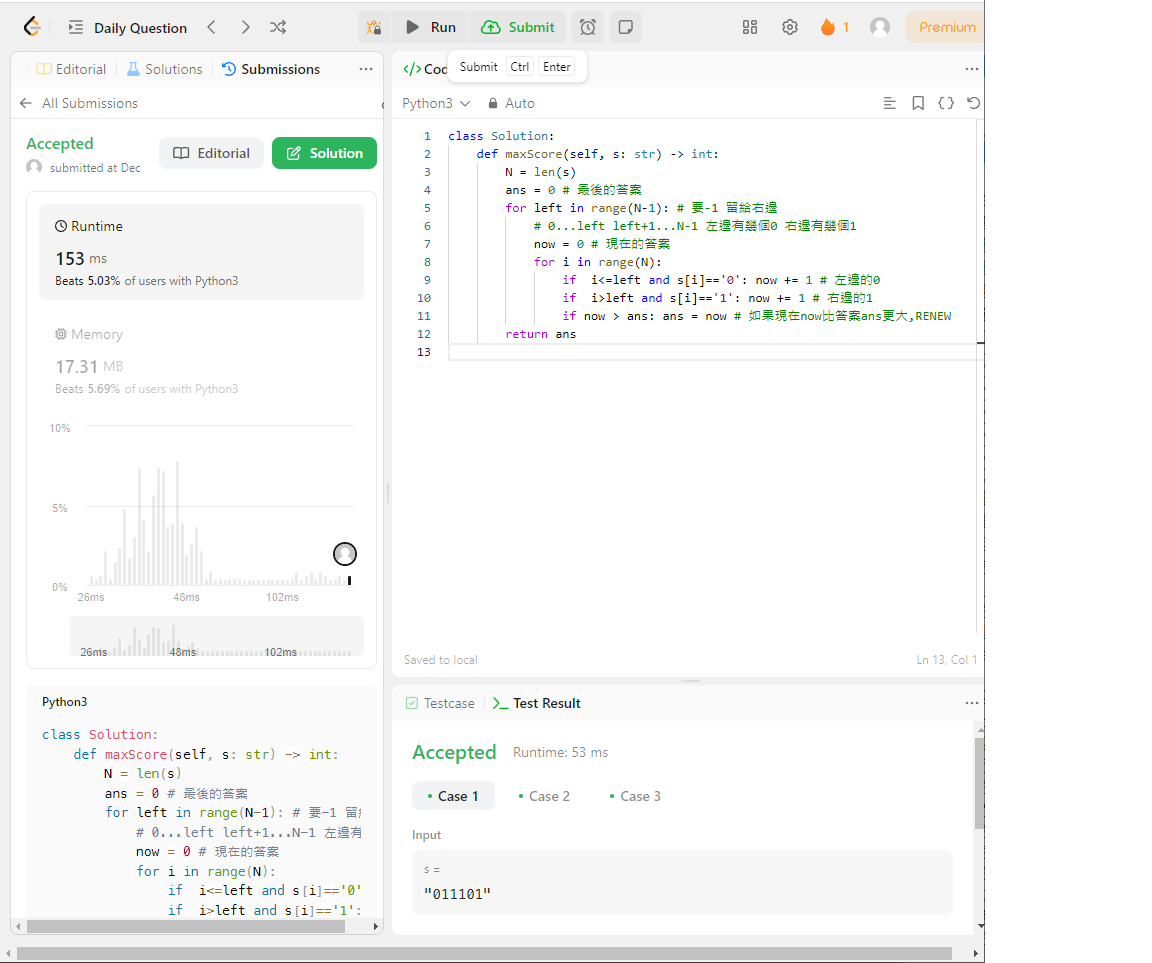 Daily Question
Run
Submit
1
Premium
Editorial
Solutions
Submissions
Submit Ctrl Enter
All Submissions
Python3
Auto
Accepted
submitted at Dec
Editorial
Solution
Runtime
153 ms
Beats 5.03% of users with Python3
Memory
17.31 MB
Beats 5.69% of users with Python3
10%
5%
0%
26ms 48ms 102ms
26ms 48ms 102ms
Python3
class Solution:
def maxScore(self, s: str) -> int:
N = len(s)
ans = 0 # 最後的答案
for left in range(N-1): # 要-1
# 0...left left+1...N-1 左邊有
now = 0 # 現在的答案
for i in range(N):
if  i<=left and s[i]=='0'
if  i>left and s[i]=='1':
</> Cod
1 class Solution:
2 def maxScore(self, s: str) -> int:
3 N = len(s)
4 ans = 0 # 最後的答案
5 for left in range(N-1): # 要-1 留給右邊
6 # 0...left left+1...N-1 左邊有幾個0 右邊有幾個1
7 now = 0 # 現在的答案
8 for i in range(N):
9 if  i<=left and s[i]=='0': now += 1 # 左邊的0
10 if  i>left and s[i]=='1': now += 1 # 右邊的1
11 if now > ans: ans = now # 如果現在now比答案ans更大,RENEW
12 return ans
13
Saved to local
Ln 13, Col 1
Testcase
Test Result
Accepted Runtime: 53 ms
Case 1
Case 2
Case 3
Input
s =
"011101"